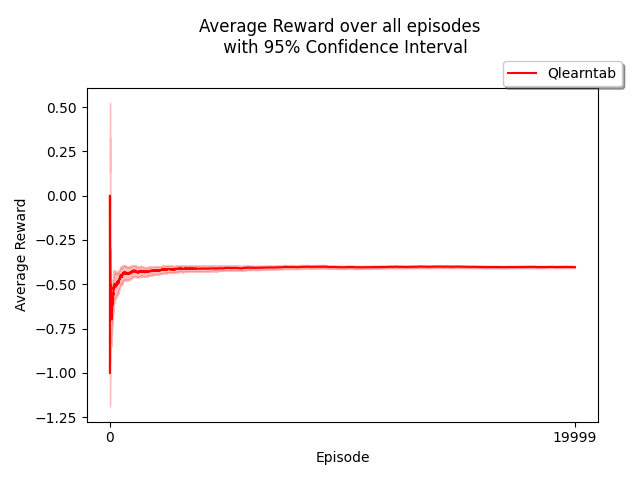 Average Reward over all episodes
with 95% Confidence Interval
Qlearntab
0.50
0.25
0.00
−0.25
−0.50
−0.75
−1.00
−1.25
Average Reward
0
19999
Episode